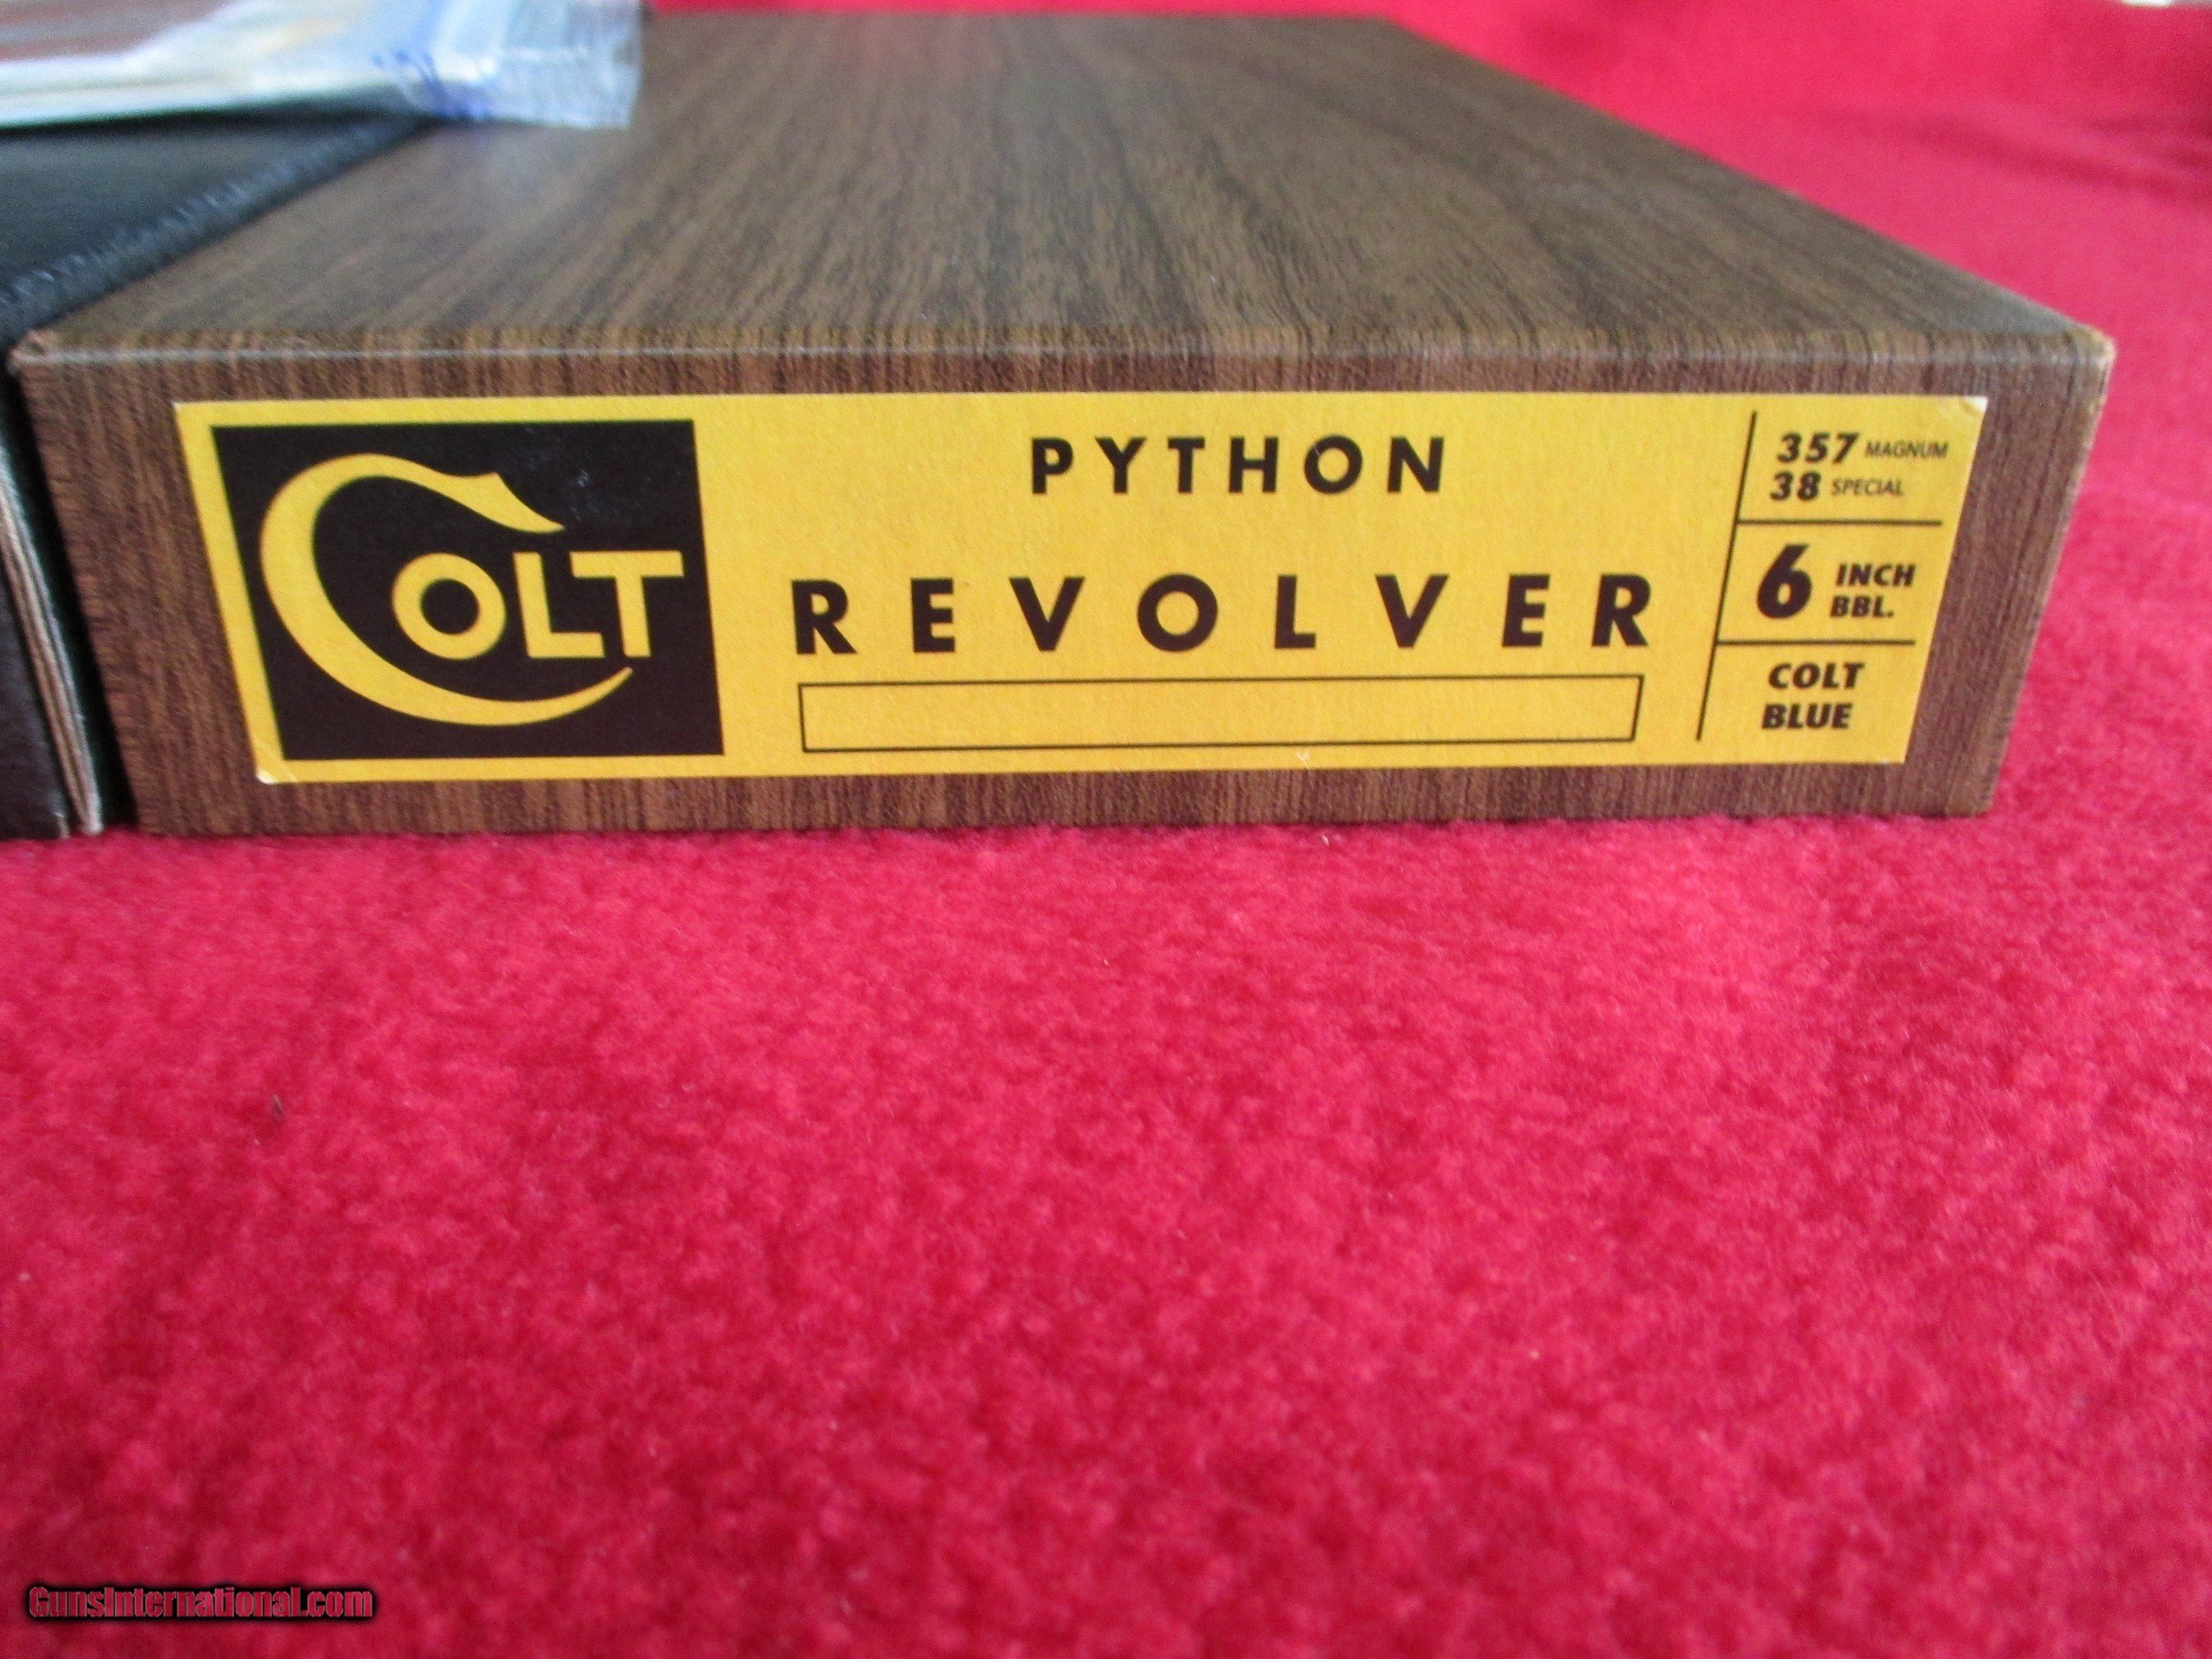 COLT
PYTHON
REVOLVER
357 MAGNUM
38 SPECIAL
6 INCH
BBL.
COLT
BLUE
GunsInternational.com